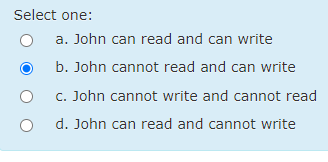 Select one:
a. John can read and can write
b. John cannot read and can write
c. John cannot write and cannot read
d. John can read and cannot write